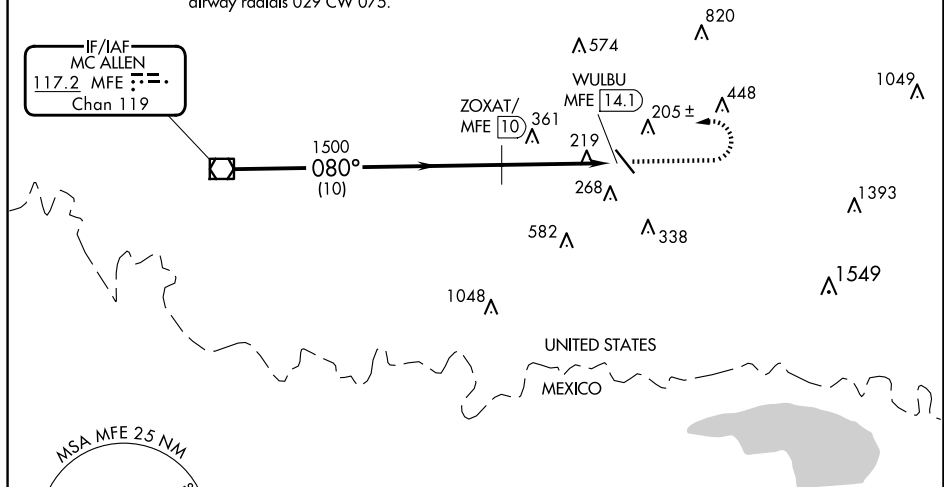 airway radials 029 CW 075.
820
574
IF/IAF
MC ALLEN
117.2 MFE
Chan 119
WULBU
MFE 14.1
1049
448
205 ±
ZOXAT/
MFE 10
361
219
1500
080°
(10)
268
1393
582
338
1549
1048
UNITED STATES
MEXICO
MSA MFE 25 NM